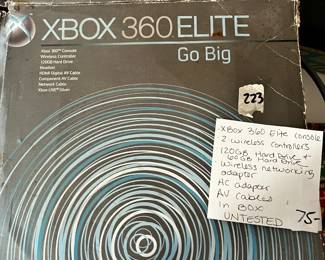 XBOX 360 ELITE
Go Big
Xbox 360™ Console
Wireless Controller
120GB Hard Drive
Headset
HDMI Digital AV Cable
Component AV Cable
Network Cable
Xbox LIVE® Silver
223
XBox 360 Elite console
2 wireless controllers
120GB Hard Drive +
60GB Hard Drive
Wireless networking
adapter
AC adapter
AV cables
in BOX
UNTESTED 75-